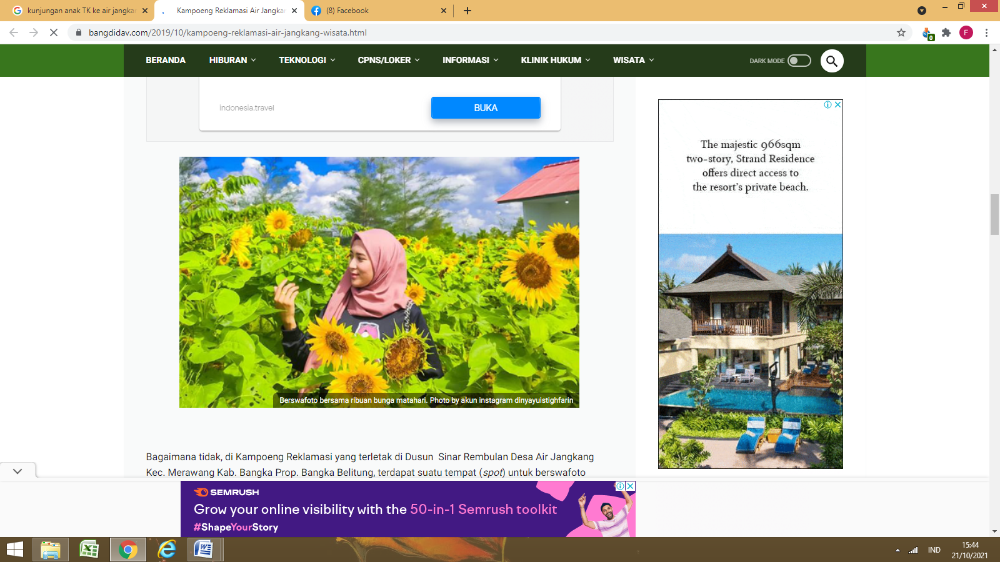 kunjungan anak TK ke air jangka
Kampoeng Reklamasi Air Jangka
(8) Facebook
bangdidav.com/2019/10/kampoeng-reklamasi-air-jangkang-wisata.html
0
F
BERANDA HIBURAN TEKNOLOGI CPNS/LOKER INFORMASI KLINIK HUKUM WISATA DARK MODE
indonesia.travel BUKA
The majestic 966sqm
two-story, Strand Residence
offers direct access to
the resort's private beach.
Berswafoto bersama ribuan bunga matahari. Photo by akun instagram dinyayuistighfarin
Bagaimana tidak, di Kampoeng Reklamasi yang terletak di Dusun Sinar Rembulan Desa Air Jangkang
Kec. Merawang Kab. Bangka Prop. Bangka Belitung, terdapat suatu tempat (spot) untuk berswafoto
SEMRUSH
Grow your online visibility with the 50-in-1 Semrush toolkit
#ShapeYourStory
IND
15:44
21/10/2021